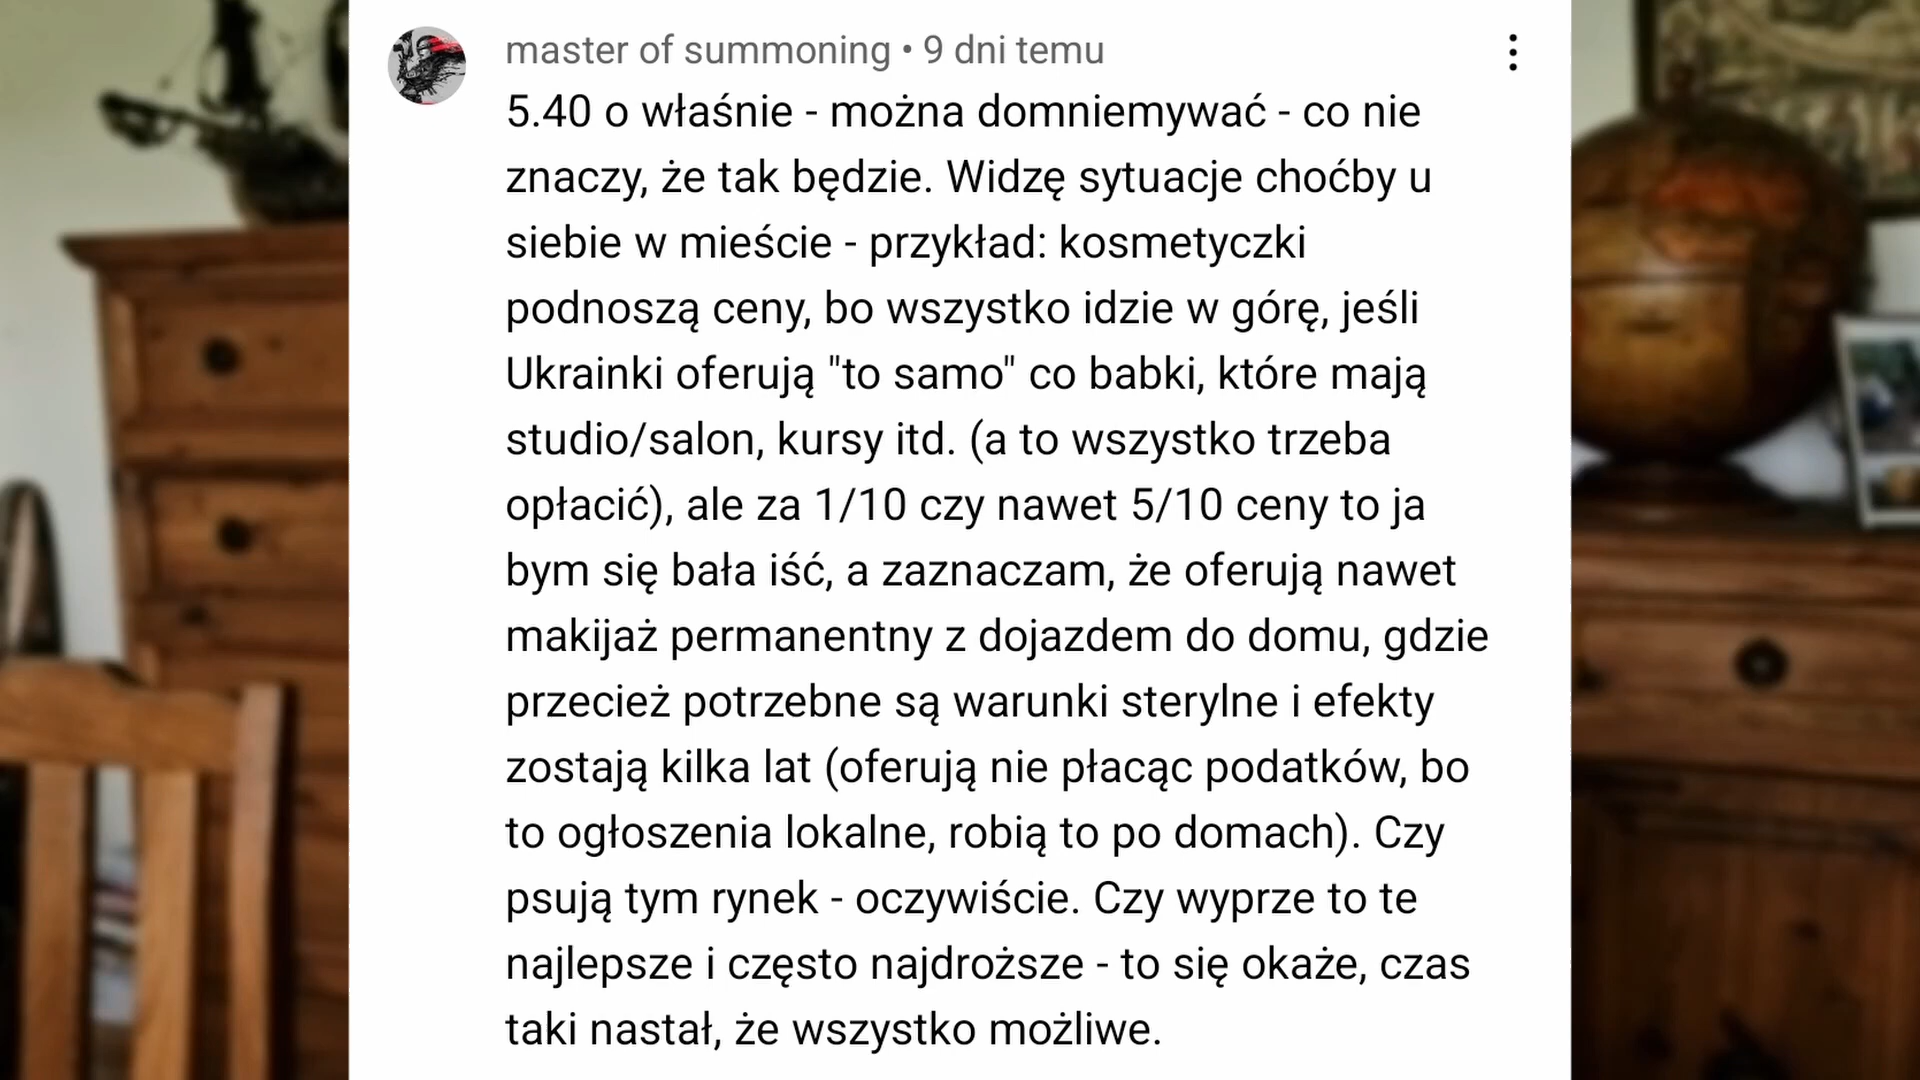 master of summoning • 9 dni temu
5.40 o właśnie - można domniemywać - co nie
znaczy, że tak będzie. Widzę sytuacje choćby u
siebie w mieście - przykład: kosmetyczki
podnoszą ceny, bo wszystko idzie w górę, jeśli
Ukrainki oferują "to samo" co babki, które mają
studio/salon, kursy itd. (a to wszystko trzeba
opłacić), ale za 1/10 czy nawet 5/10 ceny to ja
bym się bała iść, a zaznaczam, że oferują nawet
makijaż permanentny z dojazdem do domu, gdzie
przecież potrzebne są warunki sterylne i efekty
zostają kilka lat (oferują nie płacąc podatków, bo
to ogłoszenia lokalne, robią to po domach). Czy
psują tym rynek - oczywiście. Czy wyprze to te
najlepsze i często najdroższe - to się okaże, czas
taki nastał, że wszystko możliwe.